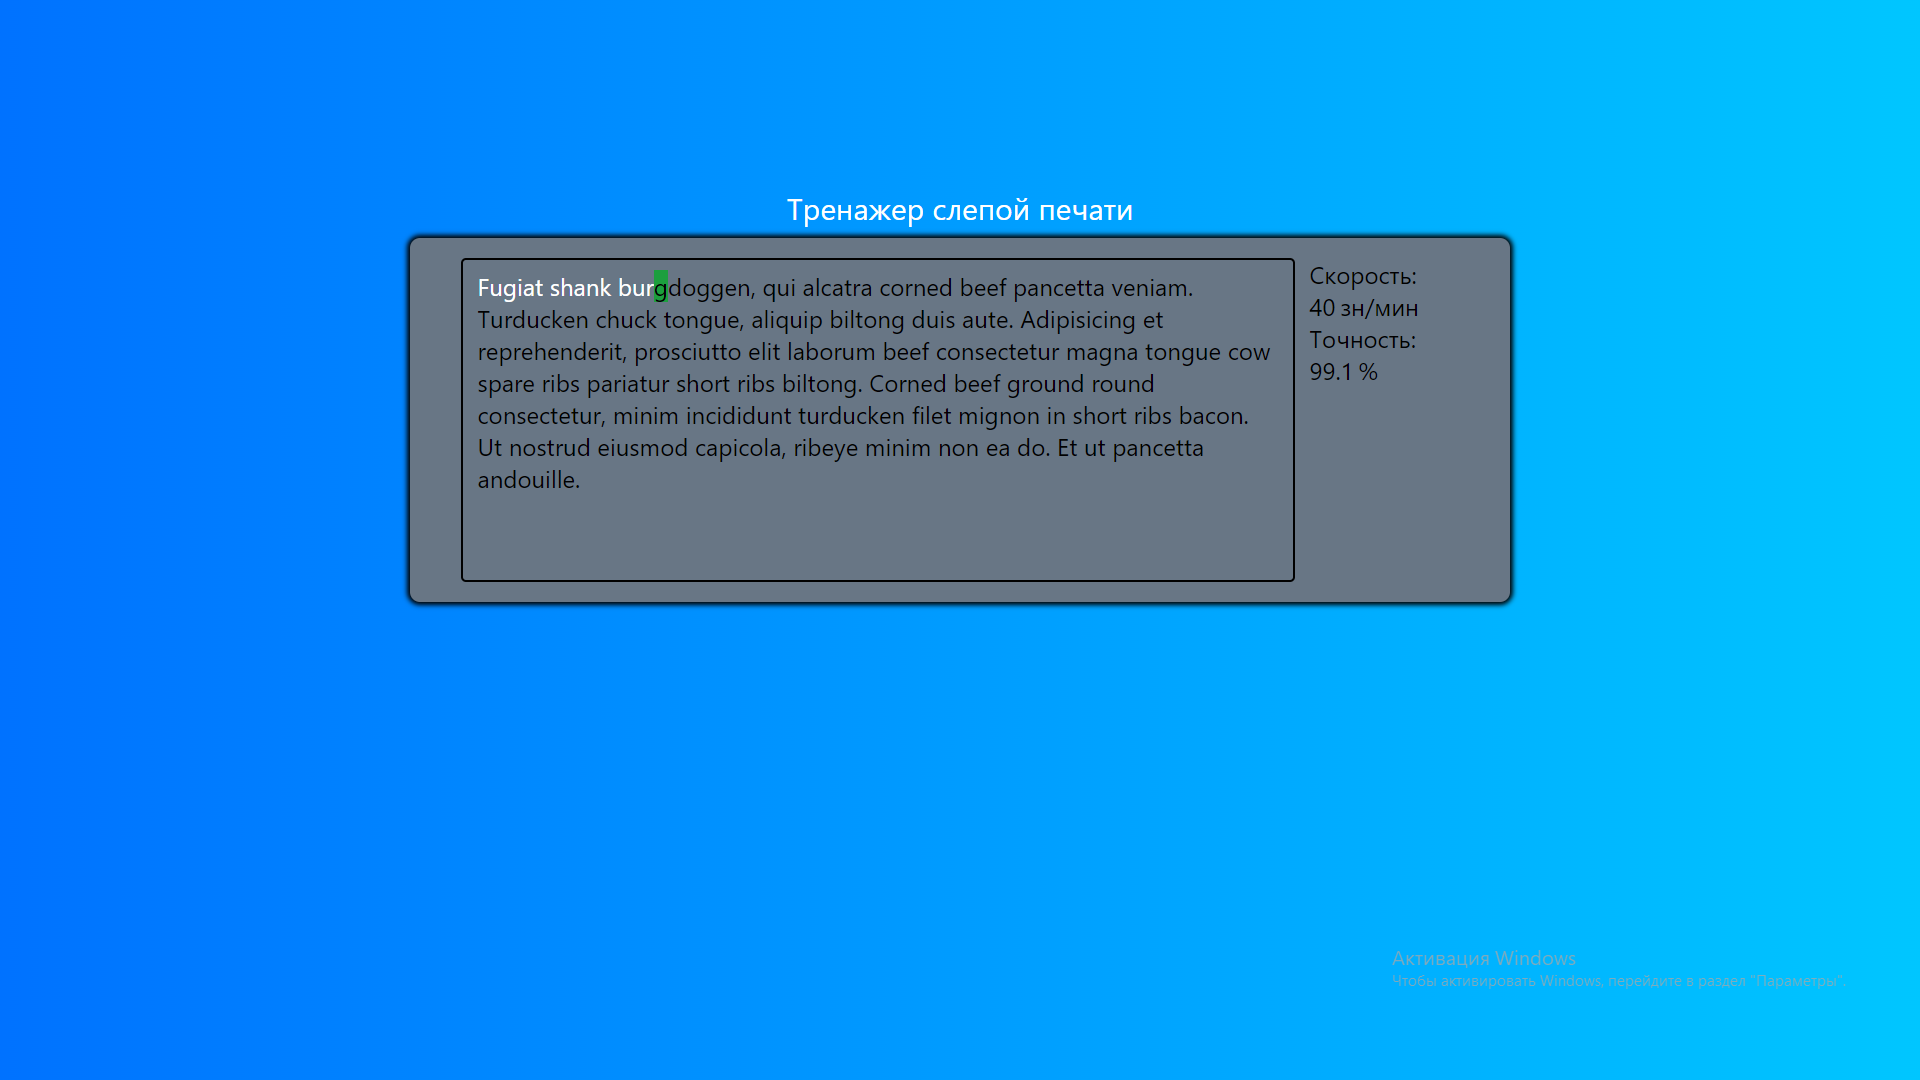 Тренажер слепой печати
Fugiat shank burgdoggen, qui alcatra corned beef pancetta veniam.
Turducken chuck tongue, aliquip biltong duis aute. Adipisicing et
reprehenderit, prosciutto elit laborum beef consectetur magna tongue cow
spare ribs pariatur short ribs biltong. Corned beef ground round
consectetur, minim incididunt turducken filet mignon in short ribs bacon.
Ut nostrud eiusmod capicola, ribeye minim non ea do. Et ut pancetta
andouille.
Скорость:
40 зн/мин
Точность:
99.1 %
Активация Windows
Чтобы активировать Windows, перейдите в раздел "Параметры".